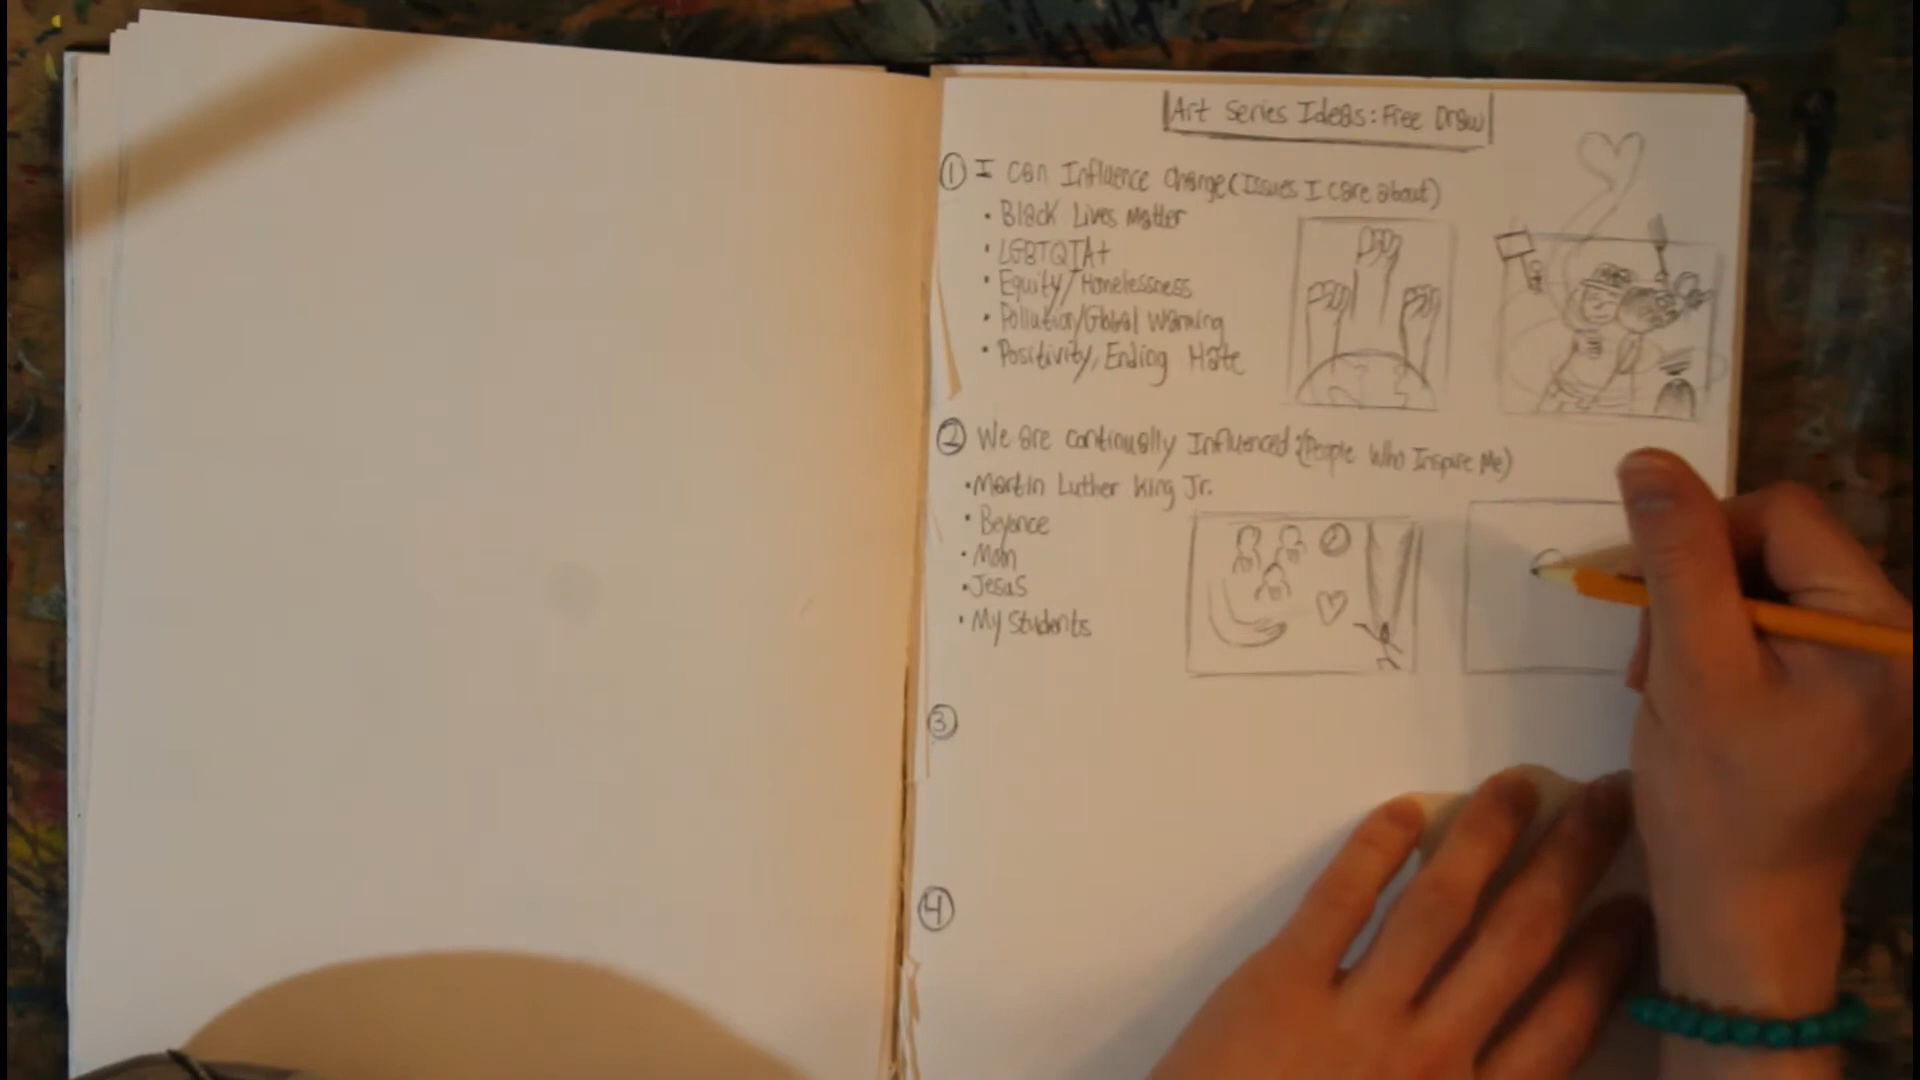 Art Series Ideas: Free Draw
① I can Influence change (Issues I care about)
• Black Lives Matter
• LGBTQIA+
• Equity/Homelessness
• Pollution/Global Warming
• Positivity, Ending Hate
② We are continually Influenced: (People Who Inspire Me)
• Martin Luther King Jr.
• Beyonce
• Mom
• Jesus
• My Students
③
④